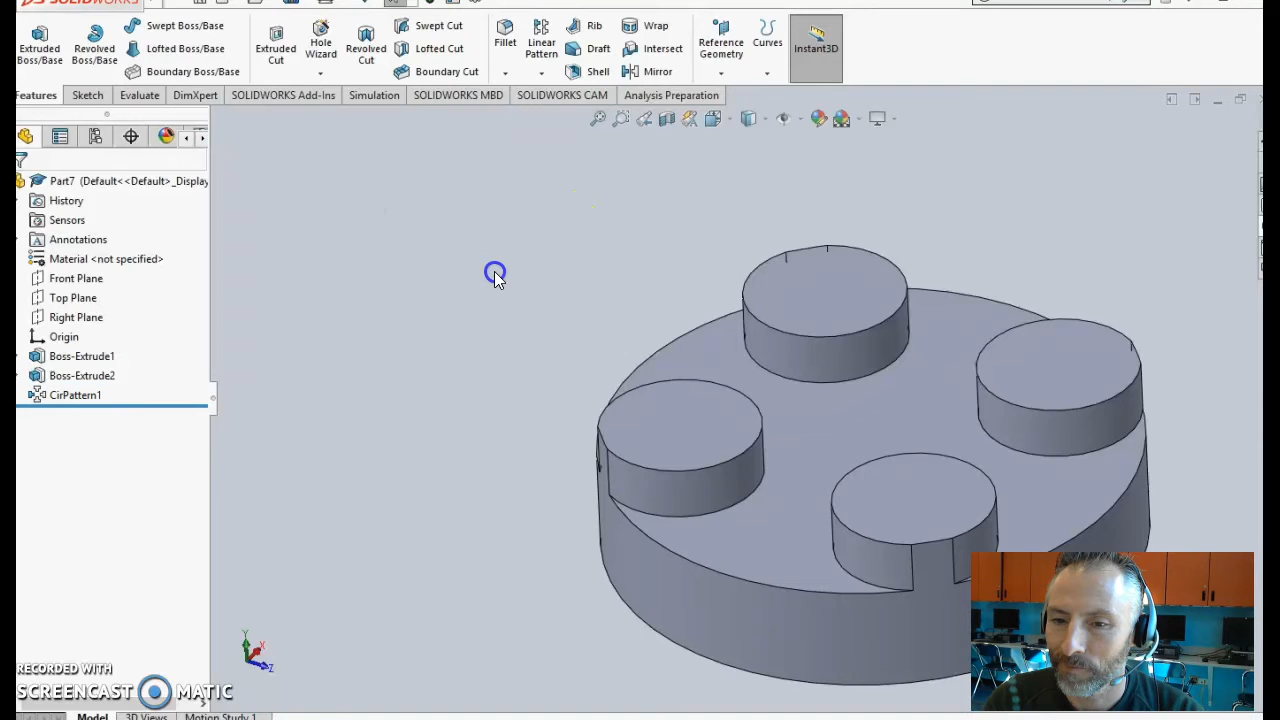 SOLIDWORKS
Extruded Boss/Base
Revolved Boss/Base
Swept Boss/Base
Lofted Boss/Base
Boundary Boss/Base
Extruded Cut
Hole Wizard
Revolved Cut
Swept Cut
Lofted Cut
Boundary Cut
Fillet
Linear Pattern
Rib
Draft
Shell
Wrap
Intersect
Mirror
Reference Geometry
Curves
Instant3D
Features
Sketch
Evaluate
DimXpert
SOLIDWORKS Add-Ins
Simulation
SOLIDWORKS MBD
SOLIDWORKS CAM
Analysis Preparation
Part7 (Default<<Default>_Display
History
Sensors
Annotations
Material <not specified>
Front Plane
Top Plane
Right Plane
Origin
Boss-Extrude1
Boss-Extrude2
CirPattern1
Y
X
Z
RECORDED WITH
SCREENCAST MATIC
Model
3D Views
Motion Study 1